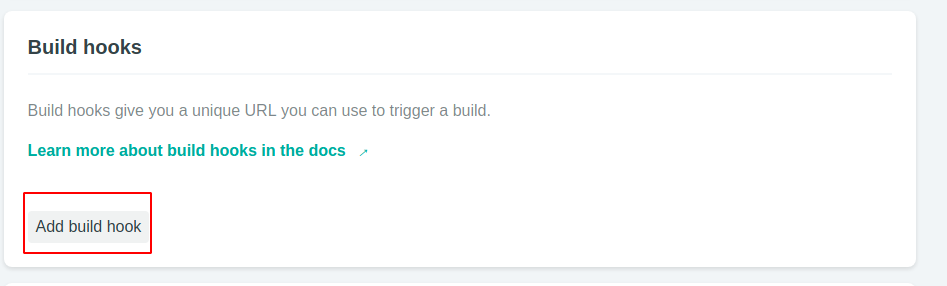 Build hooks
Build hooks give you a unique URL you can use to trigger a build.
Learn more about build hooks in the docs →
Add build hook